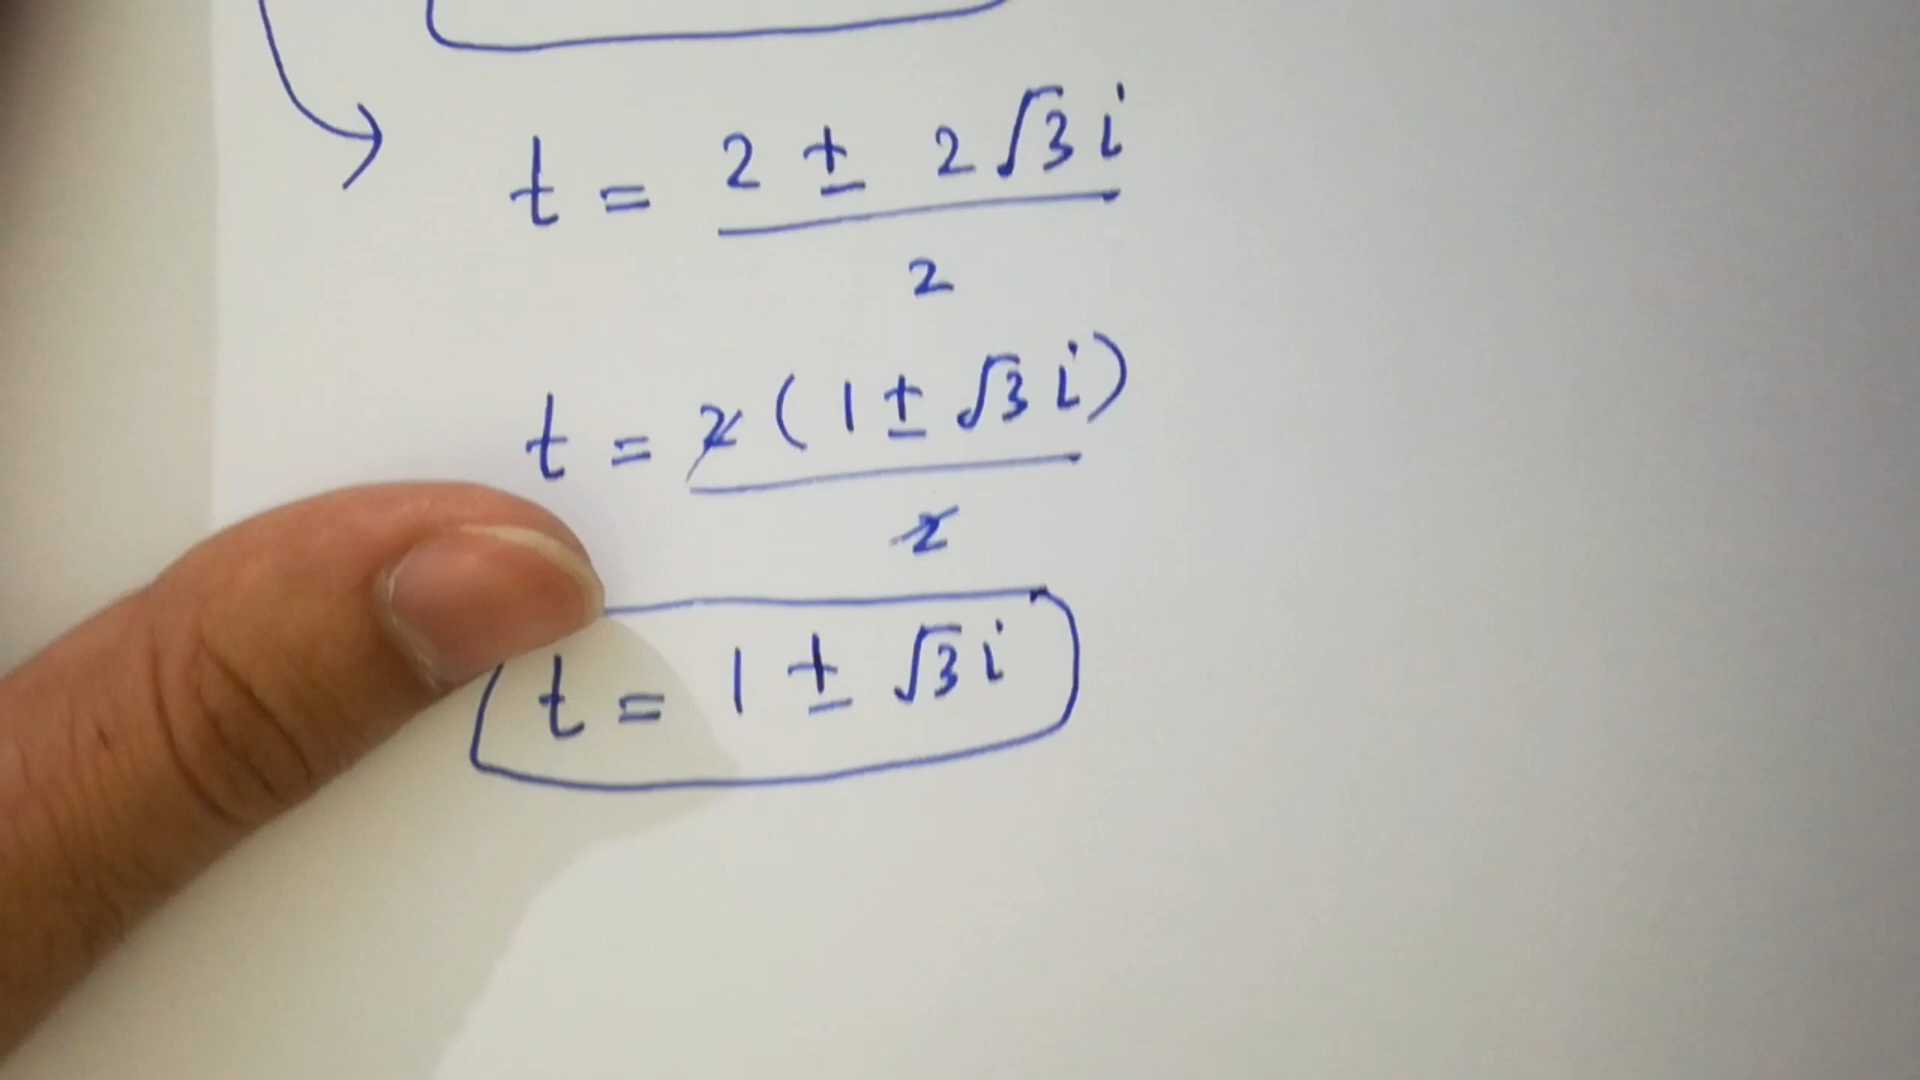 t = 2 ± 2√3 i / 2
t = 2 (1 ± √3 i) / 2
t = 1 ± √3 i